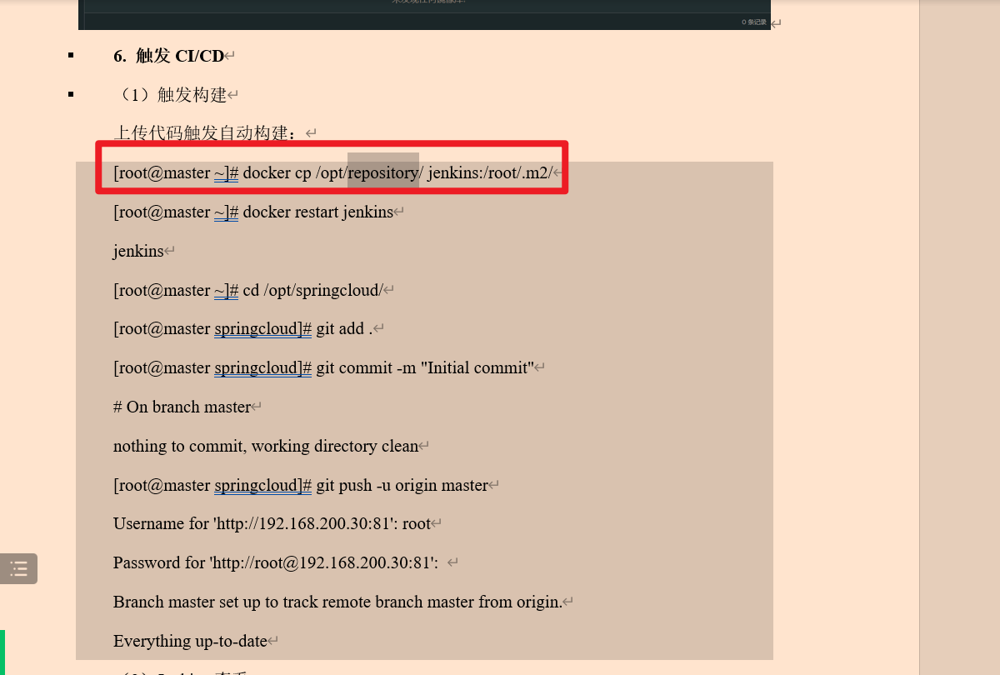 0 条记录
6. 触发 CI/CD
（1）触发构建
上传代码触发自动构建：
[root@master ~]# docker cp /opt/repository/ jenkins:/root/.m2/
[root@master ~]# docker restart jenkins
jenkins
[root@master ~]# cd /opt/springcloud/
[root@master springcloud]# git add .
[root@master springcloud]# git commit -m "Initial commit"
# On branch master
nothing to commit, working directory clean
[root@master springcloud]# git push -u origin master
Username for 'http://192.168.200.30:81': root
Password for 'http://root@192.168.200.30:81':
Branch master set up to track remote branch master from origin.
Everything up-to-date